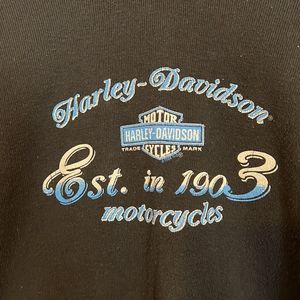 Harley-Davidson
MOTOR
HARLEY-DAVIDSON
TRADE MARK
CYCLES
Est. in 1903
motorcycles